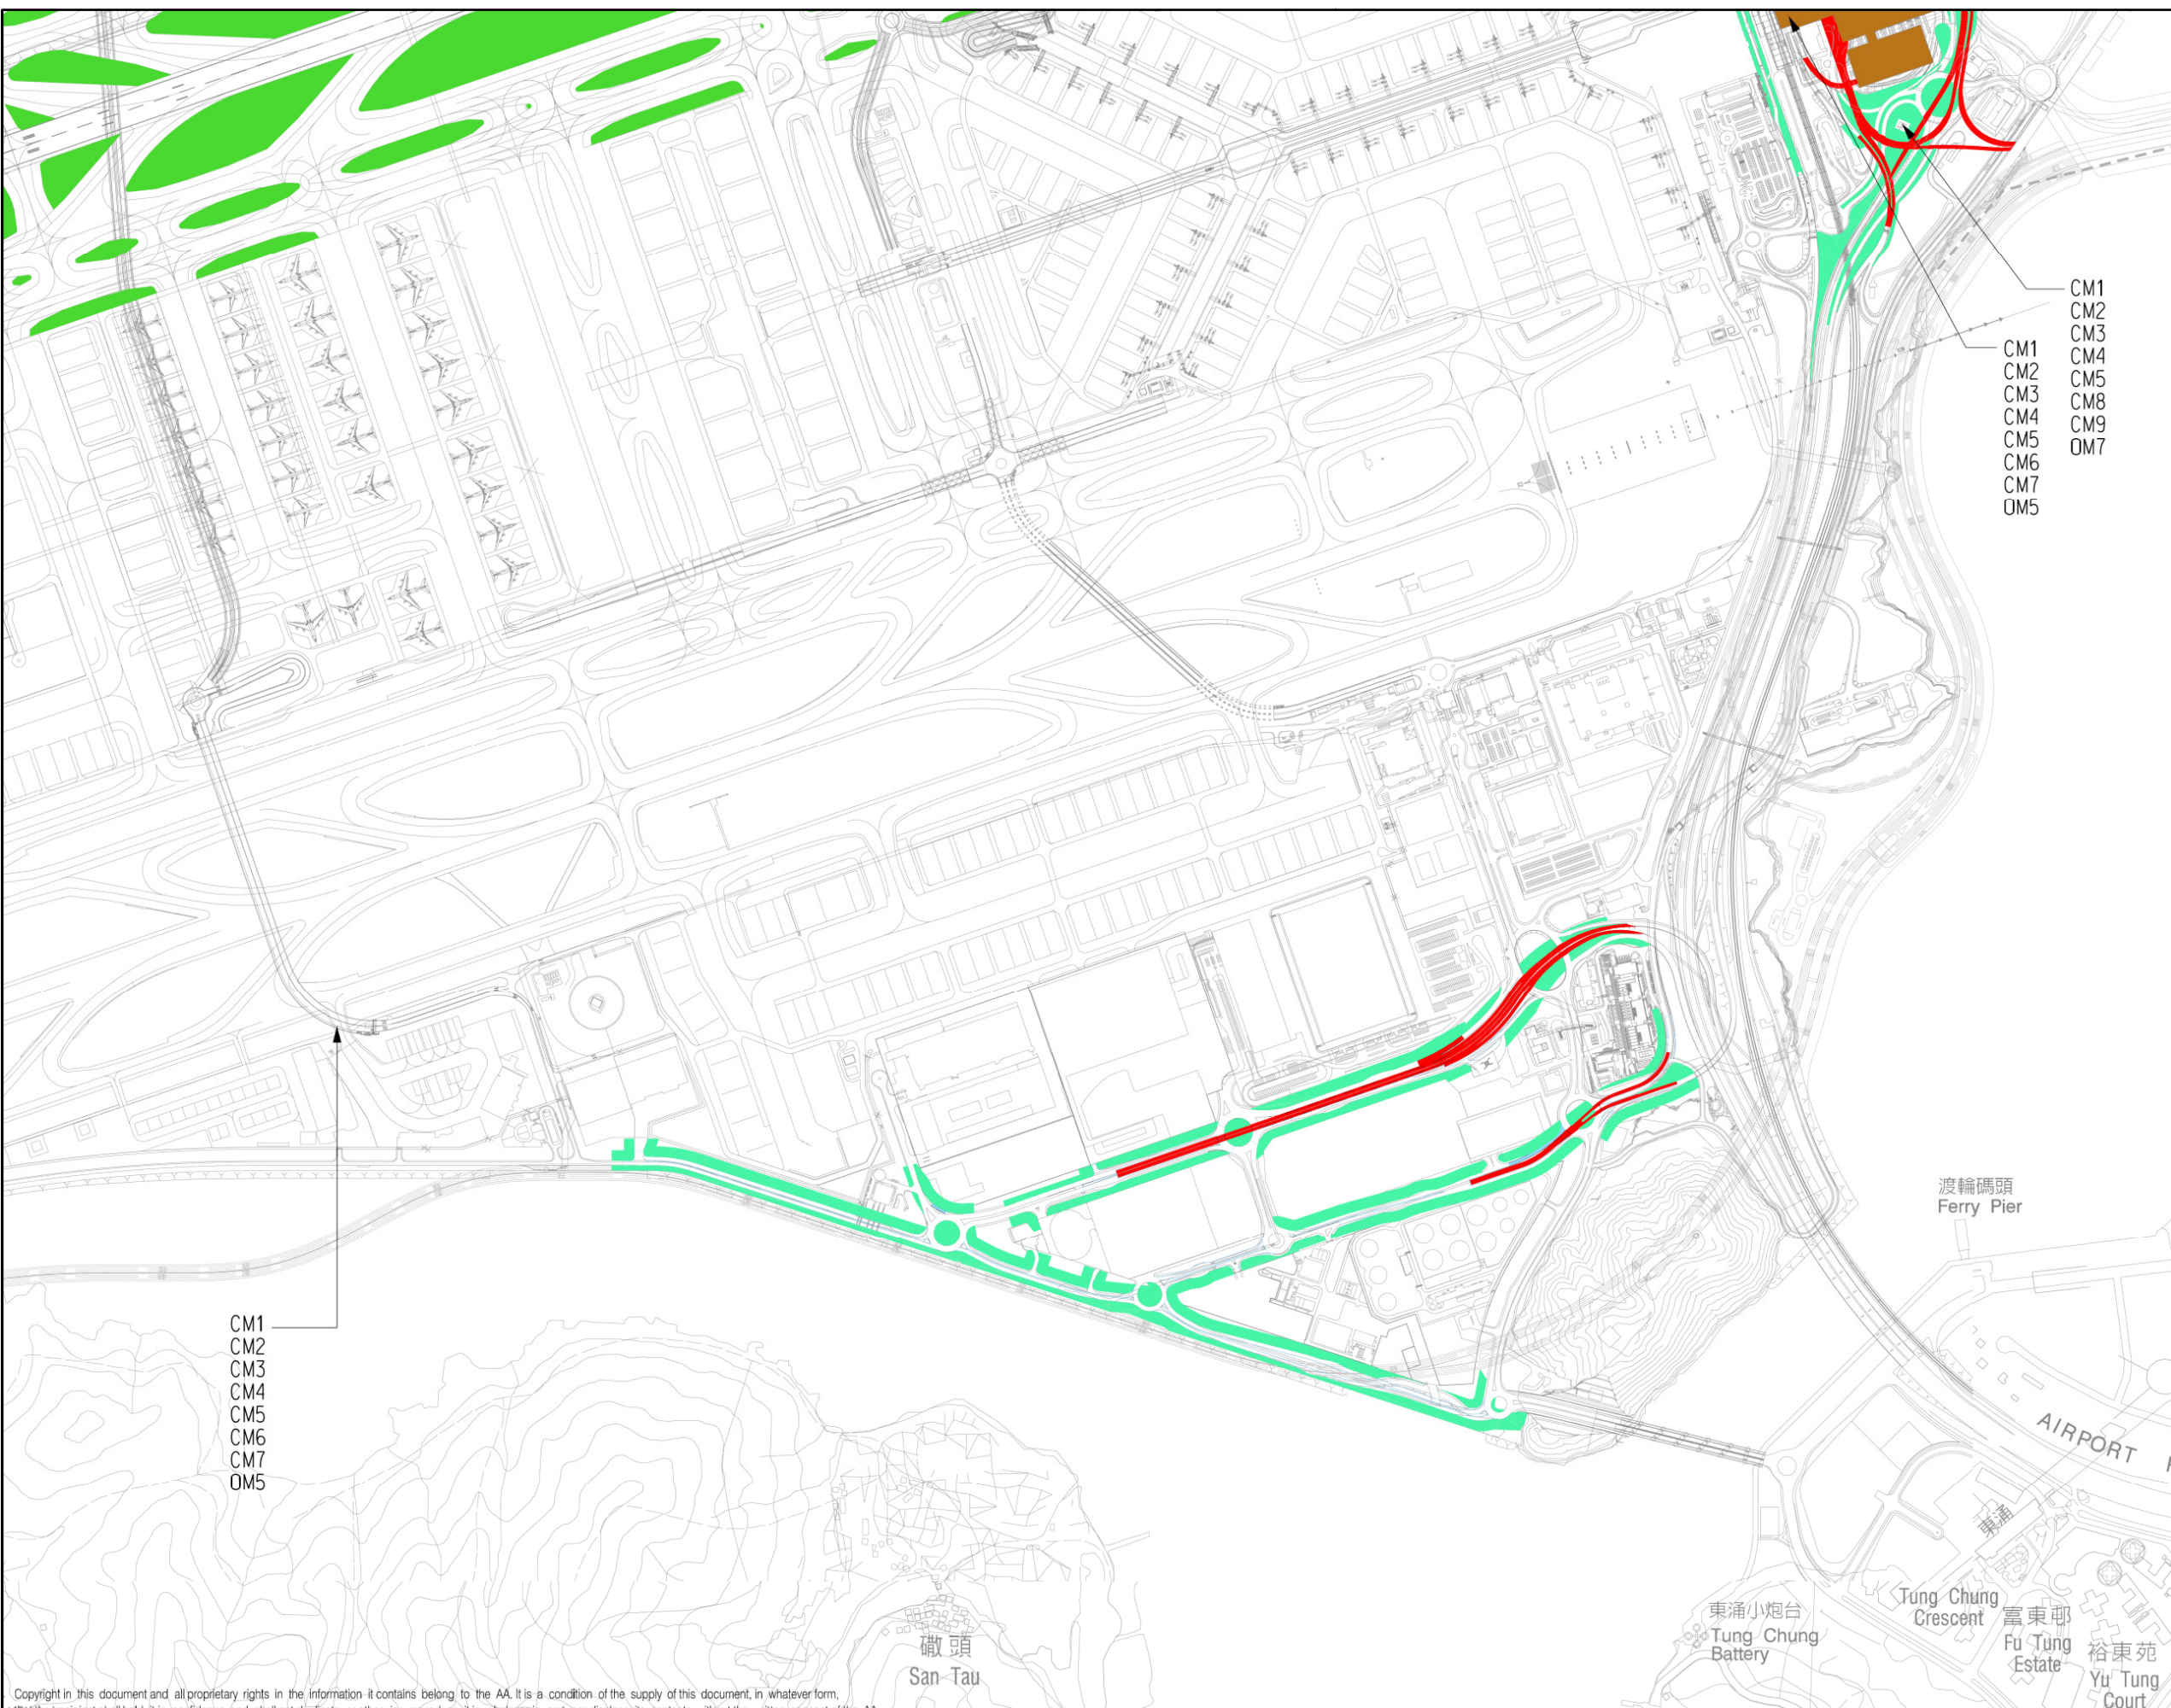 CM1
CM2
CM3
CM4
CM5
CM8
CM9
OM7
CM1
CM2
CM3
CM4
CM5
CM6
CM7
OM5
渡輪碼頭
Ferry Pier
CM1
CM2
CM3
CM4
CM5
CM6
CM7
OM5
AIRPORT
東涌
Tung Chung
Crescent
富東邨
Fu Tung
Estate
裕東苑
Yu Tung
Court
東涌小炮台
Tung Chung
Battery
磡頭
San Tau
Copyright in this document and all proprietary rights in the information it contains belong to the AA. It is a condition of the supply of this document, in whatever form,